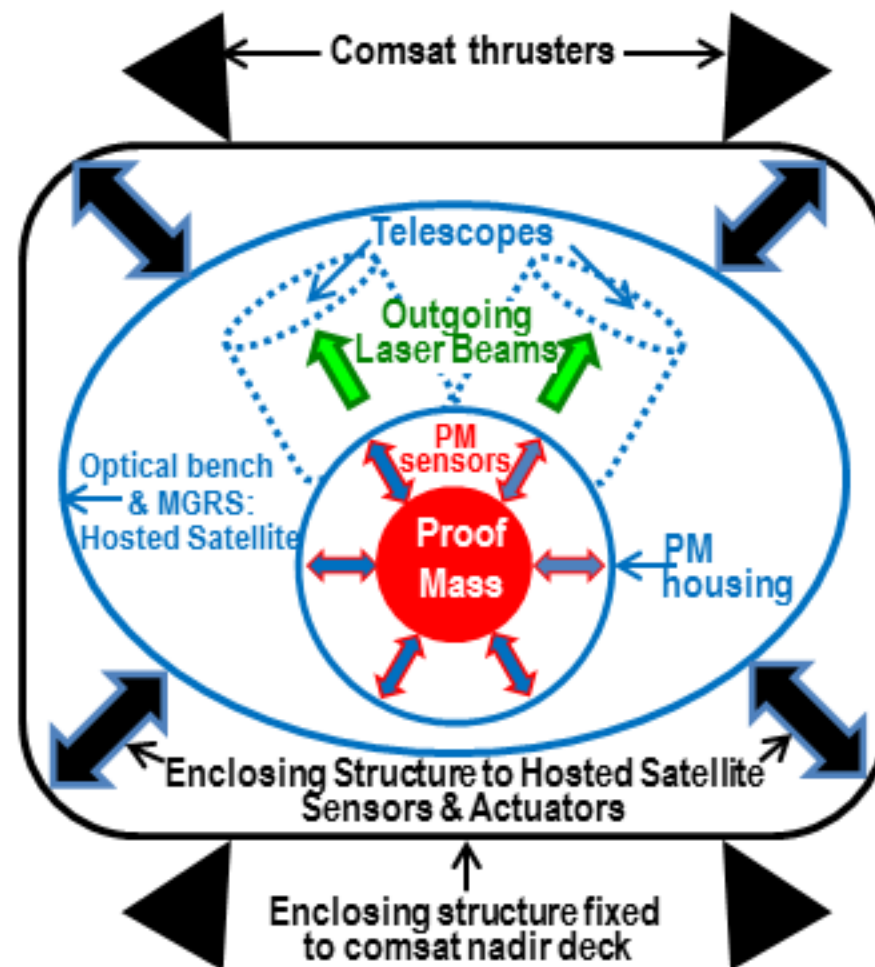 Comsat thrusters
Telescopes
Outgoing
Laser Beams
PM
sensors
Optical bench
& MGRS:
Hosted Satellite
Proof
Mass
PM
housing
Enclosing Structure to Hosted Satellite
Sensors & Actuators
Enclosing structure fixed
to comsat nadir deck